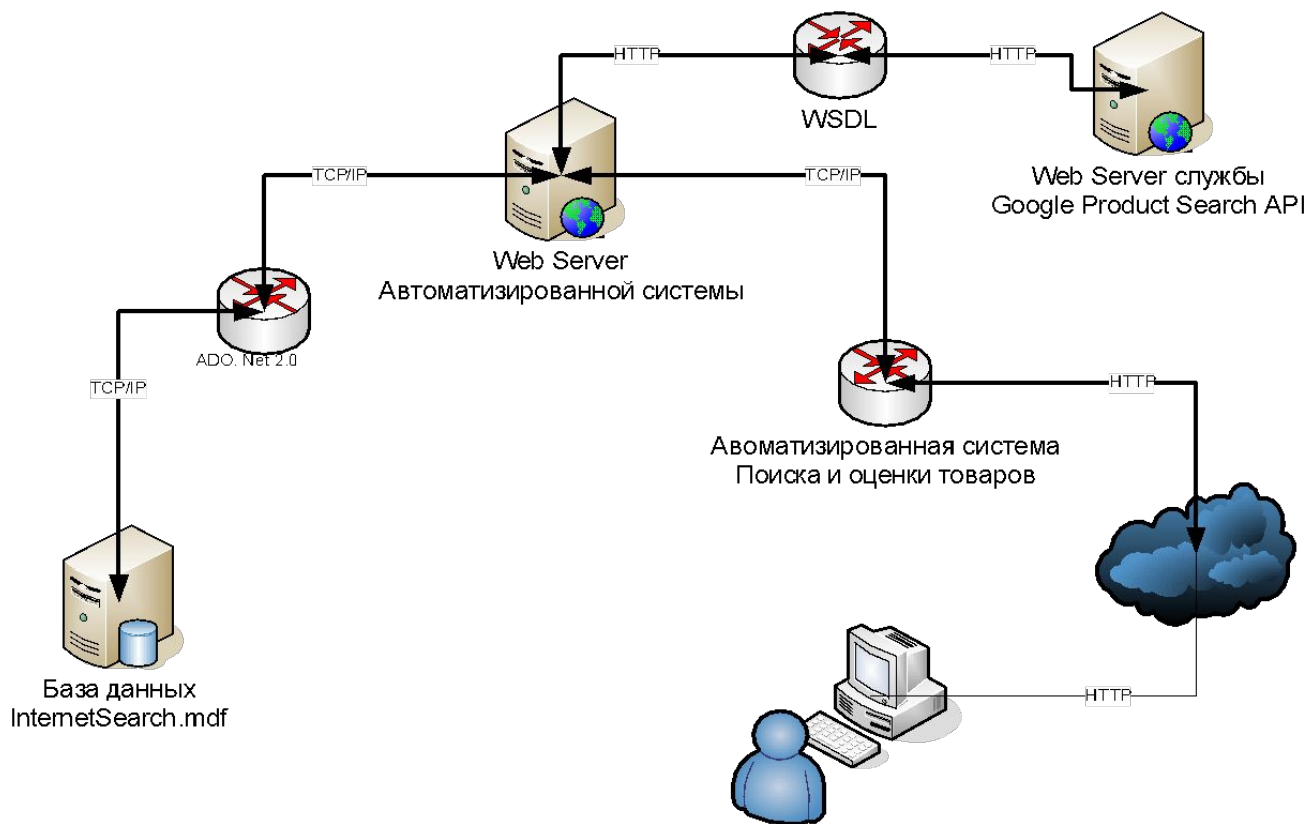 HTTP
HTTP
WSDL
Web Server службы
Google Product Search API
TCP/IP
TCP/IP
Web Server
Автоматизированной системы
ADO. Net 2.0
TCP/IP
HTTP
Авоматизированная система
Поиска и оценки товаров
База данных
InternetSearch.mdf
HTTP